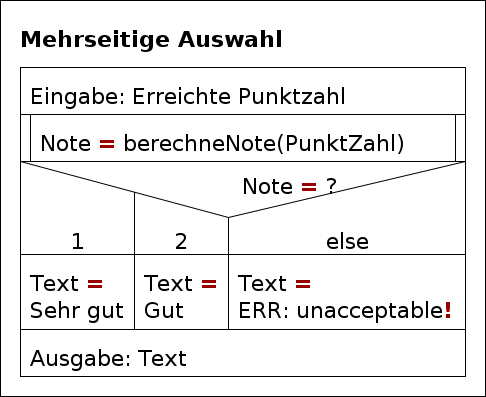 Mehrseitige Auswahl
Eingabe: Erreichte Punktzahl
Note = berechneNote(PunktZahl)
Note = ?
1 2 else
Text = Text = Text =
Sehr gut Gut ERR: unacceptable!
Ausgabe: Text